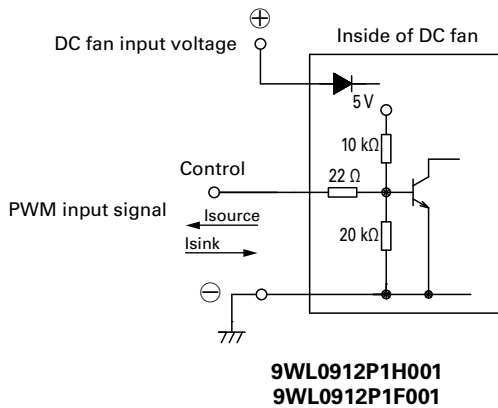 DC fan input voltage
Inside of DC fan
5 V
10 kΩ
Control
22 Ω
PWM input signal
Isource
Isink
20 kΩ
9WL0912P1H001
9WL0912P1F001